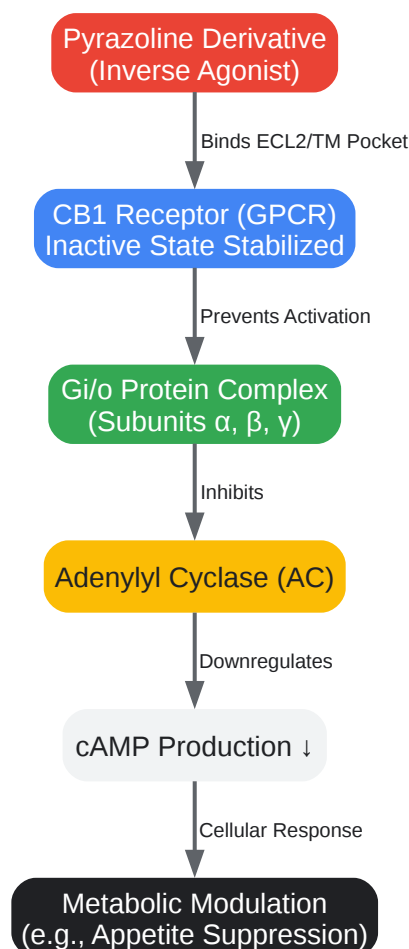 Pyrazoline Derivative
(Inverse Agonist)
Binds ECL2/TM Pocket
CB1 Receptor (GPCR)
Inactive State Stabilized
Prevents Activation
Gi/o Protein Complex
(Subunits α, β, γ)
Inhibits
Adenylyl Cyclase (AC)
Downregulates
cAMP Production ↓
Cellular Response
Metabolic Modulation
(e.g., Appetite Suppression)